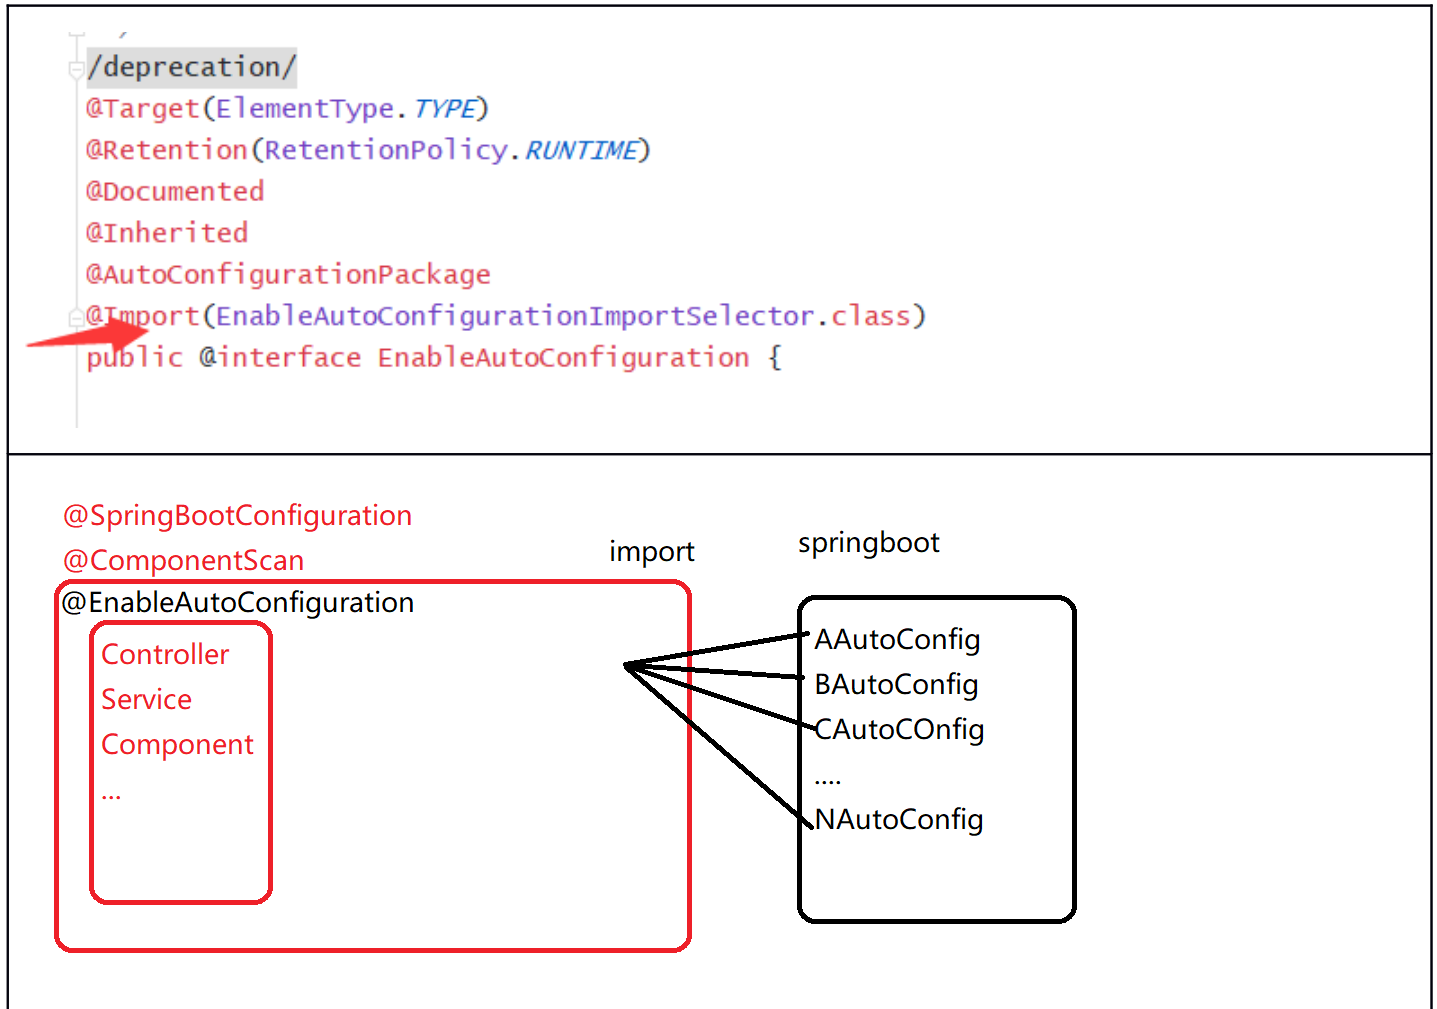 /deprecation/
@Target(ElementType.TYPE)
@Retention(RetentionPolicy.RUNTIME)
@Documented
@Inherited
@AutoConfigurationPackage
@Import(EnableAutoConfigurationImportSelector.class)
public @interface EnableAutoConfiguration {
@SpringBootConfiguration
@ComponentScan
@EnableAutoConfiguration
Controller
Service
Component
...
import
springboot
AAutoConfig
BAutoConfig
CAutoCOnfig
....
NAutoConfig